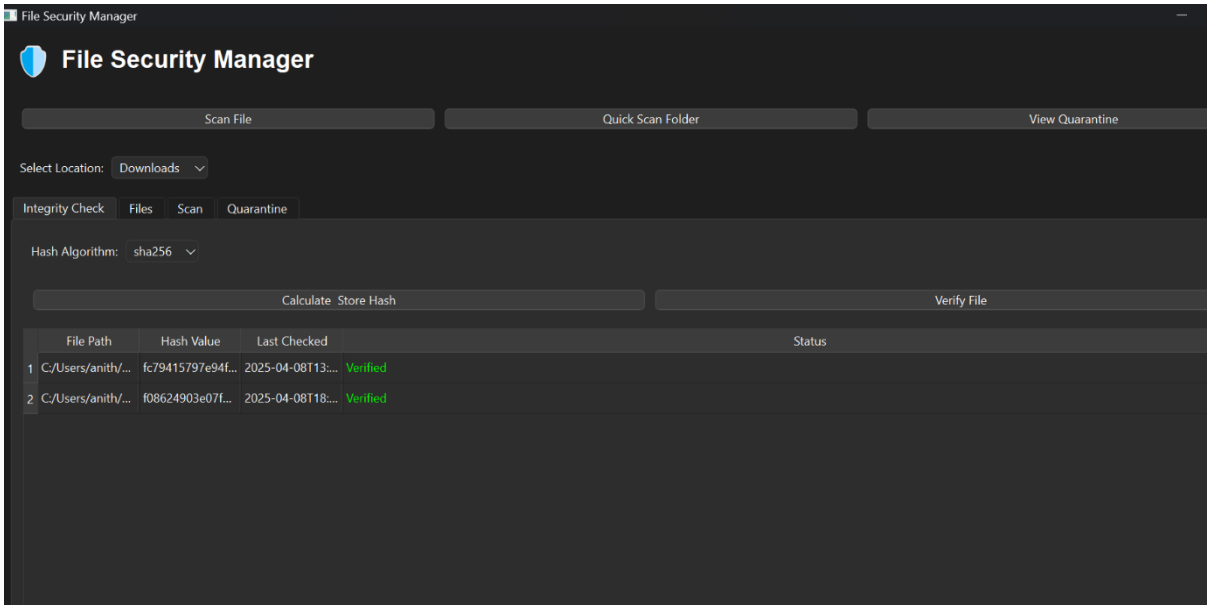 File Security Manager
File Security Manager
Scan File Quick Scan Folder View Quarantine
Select Location: Downloads
Integrity Check Files Scan Quarantine
Hash Algorithm: sha256
Calculate  Store Hash Verify File
File Path Hash Value Last Checked Status
1 C:/Users/anith/... fc79415797e94f... 2025-04-08T13:... Verified
2 C:/Users/anith/... f08624903e07f... 2025-04-08T18:... Verified